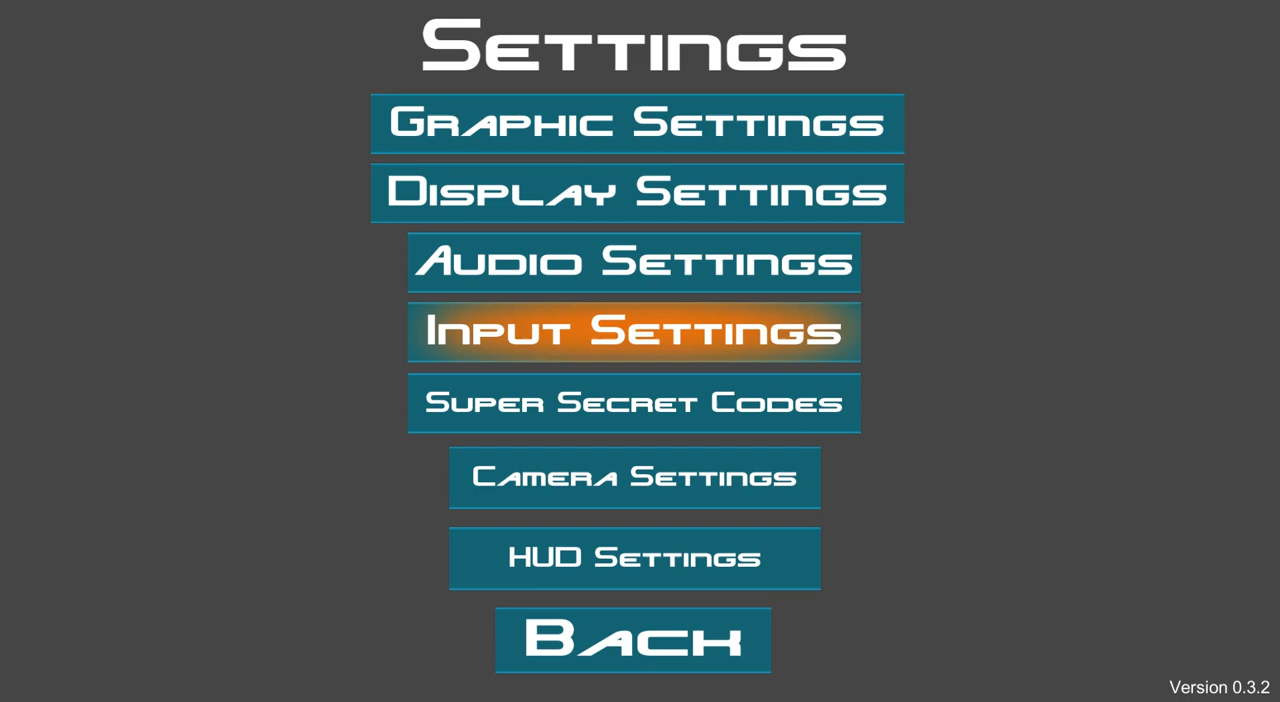 Settings
Graphic Settings
Display Settings
Audio Settings
Input Settings
Super Secret Codes
Camera Settings
HUD Settings
Back
Version 0.3.2